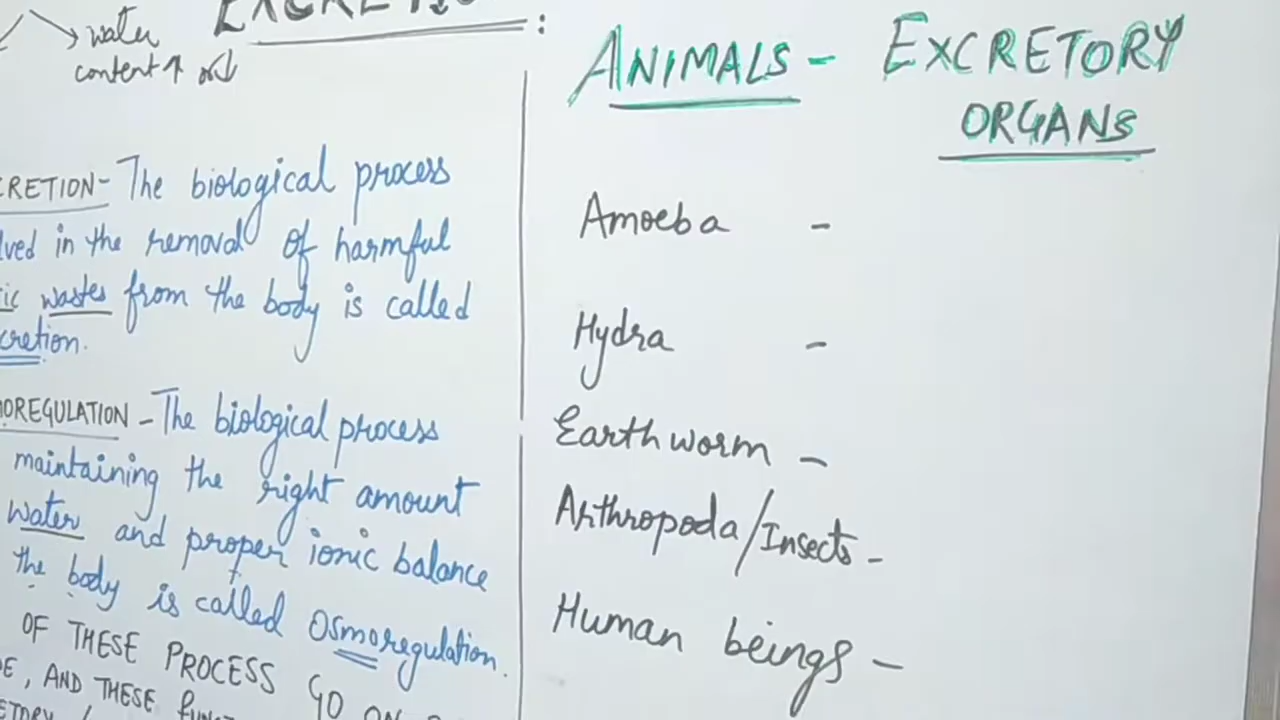 water
content↑ or↓
ANIMALS - EXCRETORY
ORGANS
CRETION- The biological process
lved in the removal of harmful
ic wastes from the body is called
cretion.
MOREGULATION - The biological process
maintaining the right amount
water and proper ionic balance
the body is called Osmoregulation.
OF THESE PROCESS GO ON
, AND THESE
Amoeba -
Hydra -
Earthworm -
Arthropoda/Insects -
Human beings -